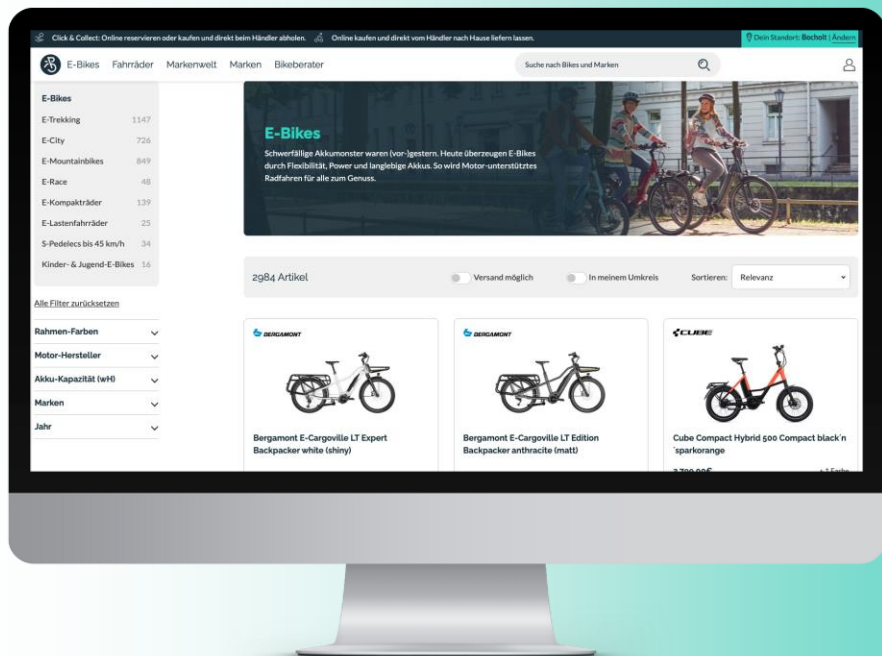 Click & Collect: Online reservieren oder kaufen und direkt beim Händler abholen.
Online kaufen und direkt vom Händler nach Hause liefern lassen.
Dein Standort: Bocholt | Ändern
E-Bikes Fahrräder Markenwelt Marken Bikeberater
Suche nach Bikes und Marken
E-Bikes
E-Trekking 1147
E-City 726
E-Mountainbikes 849
E-Race 48
E-Kompakträder 139
E-Lastenfahrräder 25
S-Pedelecs bis 45 km/h 34
Kinder- & Jugend-E-Bikes 16
Alle Filter zurücksetzen
Rahmen-Farben
Motor-Hersteller
Akku-Kapazität (wH)
Marken
Jahr
E-Bikes
Schwerfällige Akkumonster waren (vor-)gestern. Heute überzeugen E-Bikes
durch Flexibilität, Power und langlebige Akkus. So wird Motor-unterstütztes
Radfahren für alle zum Genuss.
2984 Artikel
Versand möglich
In meinem Umkreis
Sortieren: Relevanz
BERGAMONT
Bergamont E-Cargoville LT Expert
Backpacker white (shiny)
BERGAMONT
Bergamont E-Cargoville LT Edition
Backpacker anthracite (matt)
CUBE
Cube Compact Hybrid 500 Compact black´n
´sparkorange